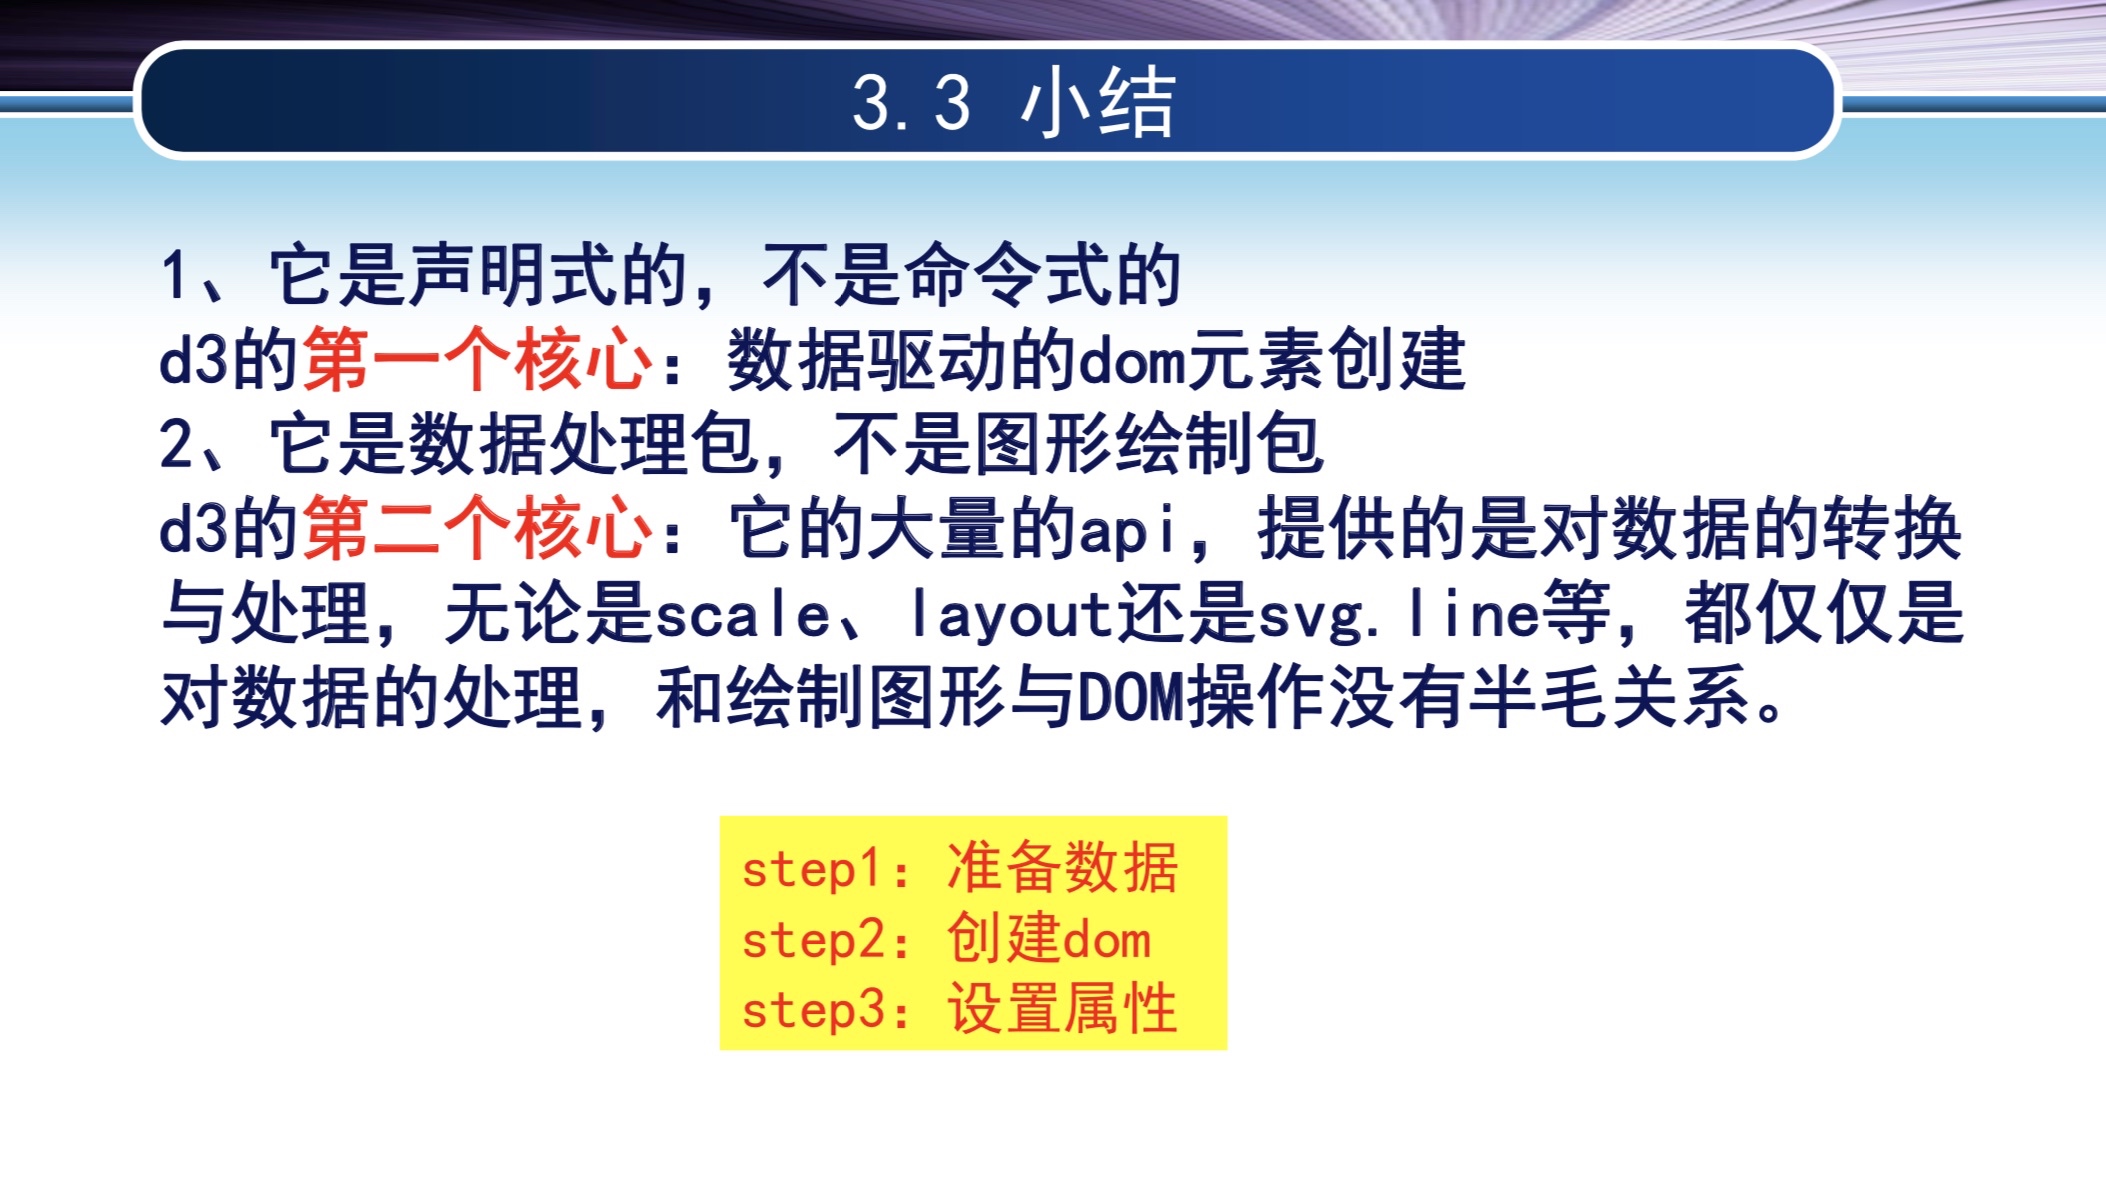 3.3 小结
1、它是声明式的，不是命令式的
d3的第一个核心：数据驱动的dom元素创建
2、它是数据处理包，不是图形绘制包
d3的第二个核心：它的大量的api，提供的是对数据的转换
与处理，无论是scale、layout还是svg.line等，都仅仅是
对数据的处理，和绘制图形与DOM操作没有半毛关系。
step1：准备数据
step2：创建dom
step3：设置属性